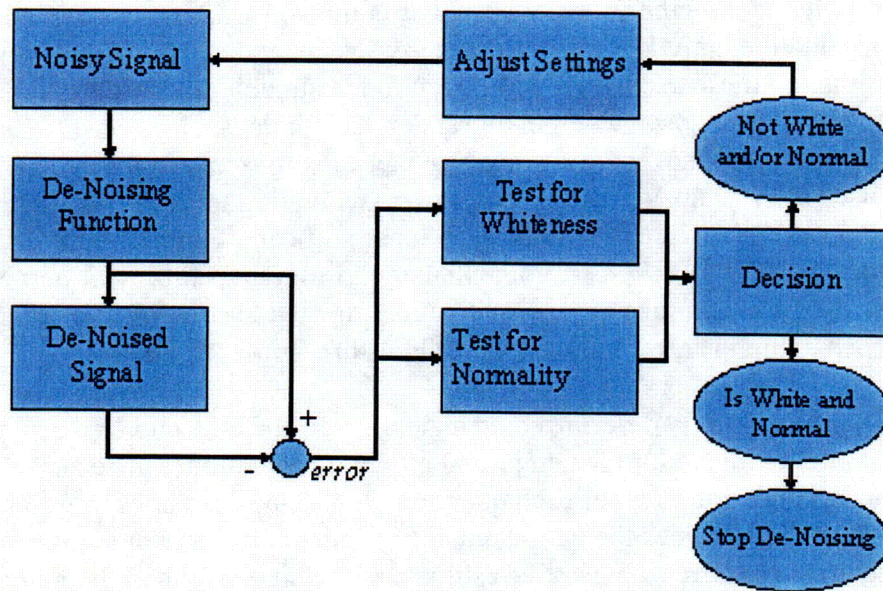 Noisy Signal
Adjust Settings
Not White
and/or Normal
De-Noising
Function
Test for
Whiteness
Decision
De-Noised
Signal
Test for
Normality
Is White and
Normal
+
-
error
Stop De-Noising